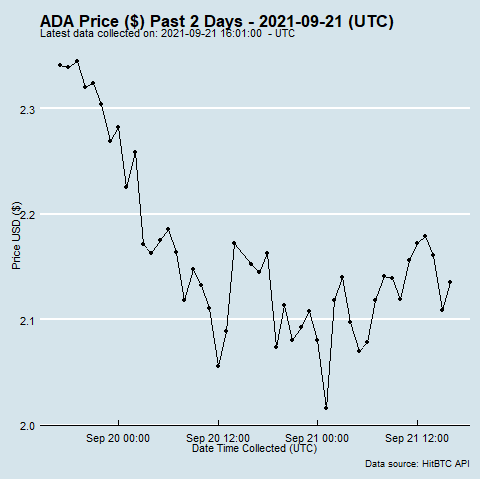 ADA Price ($) Past 2 Days - 2021-09-21 (UTC)
Latest data collected on: 2021-09-21 16:01:00  - UTC
2.3
2.2
2.1
2.0
Price USD ($)
Sep 20 00:00
Sep 20 12:00
Sep 21 00:00
Sep 21 12:00
Date Time Collected (UTC)
Data source: HitBTC API